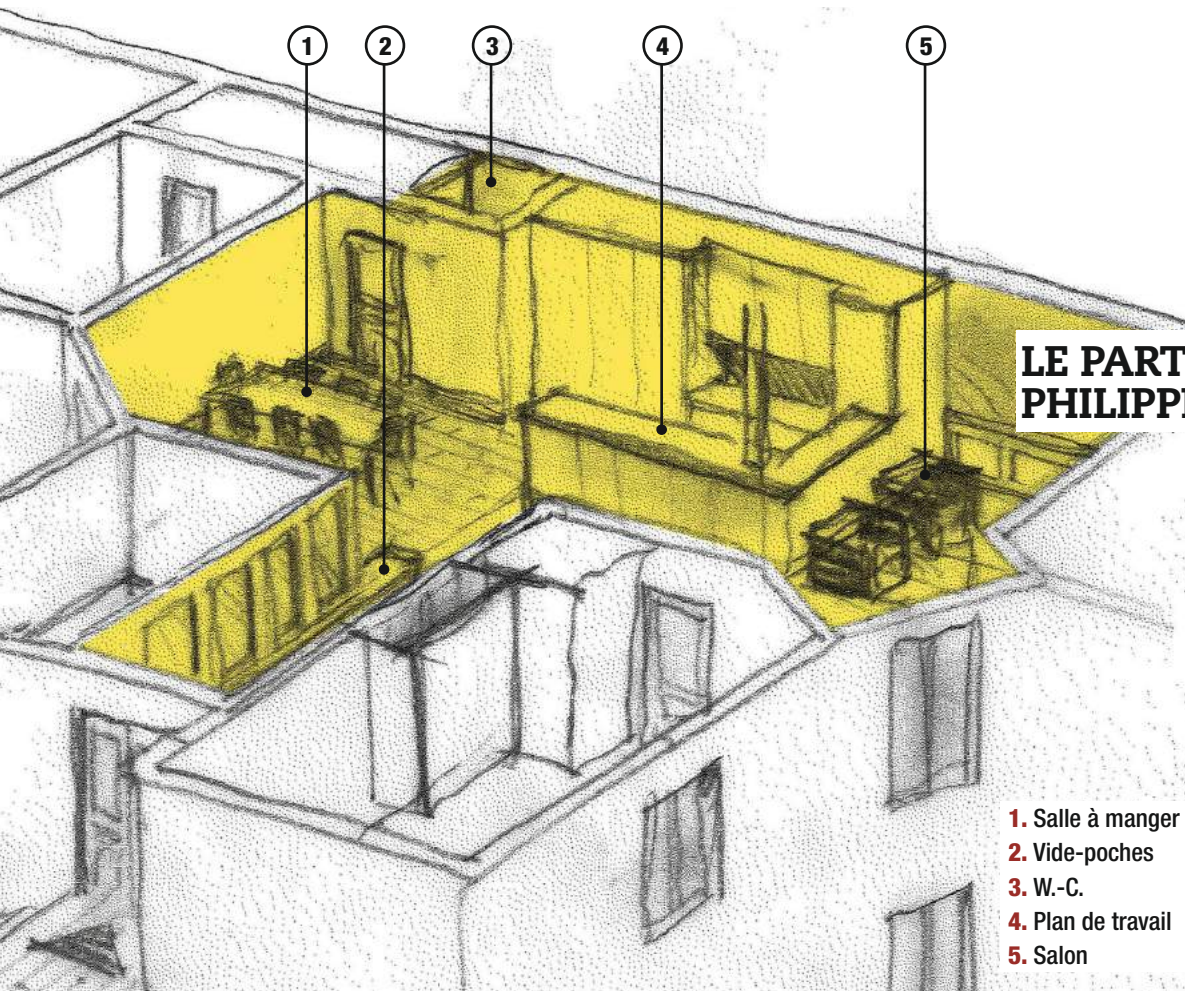 1 2 3 4 5
LE PART
PHILIPP
1. Salle à manger
2. Vide-poches
3. W.-C.
4. Plan de travail
5. Salon